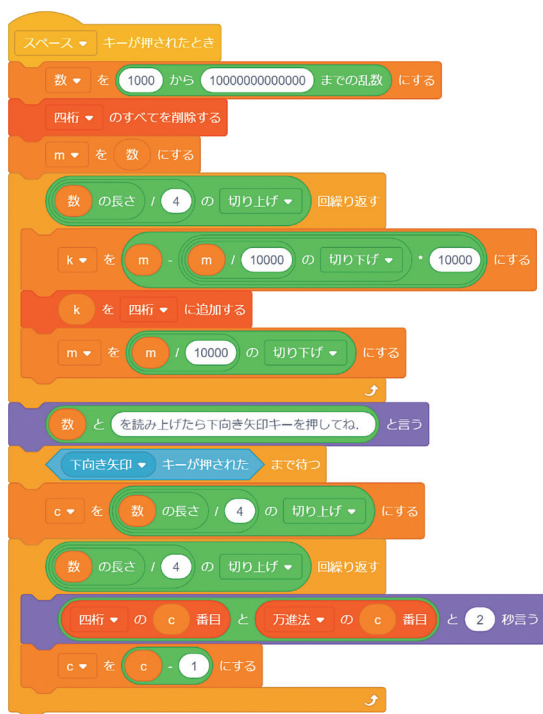 スペース キーが押されたとき
数 を 1000 から 10000000000000 までの乱数 にする
四桁 のすべてを削除する
m を 数 にする
数 の長さ / 4 の 切り上げ 回繰り返す
k を m - m / 10000 の 切り下げ * 10000 にする
k を 四桁 に追加する
m を m / 10000 の 切り下げ にする
数 と を読み上げたら下向き矢印キーを押してね. と言う
下向き矢印 キーが押された まで待つ
c を 数 の長さ / 4 の 切り上げ にする
数 の長さ / 4 の 切り上げ 回繰り返す
四桁 の c 番目 と 万進法 の c 番目 と 2 秒言う
c を c - 1 にする